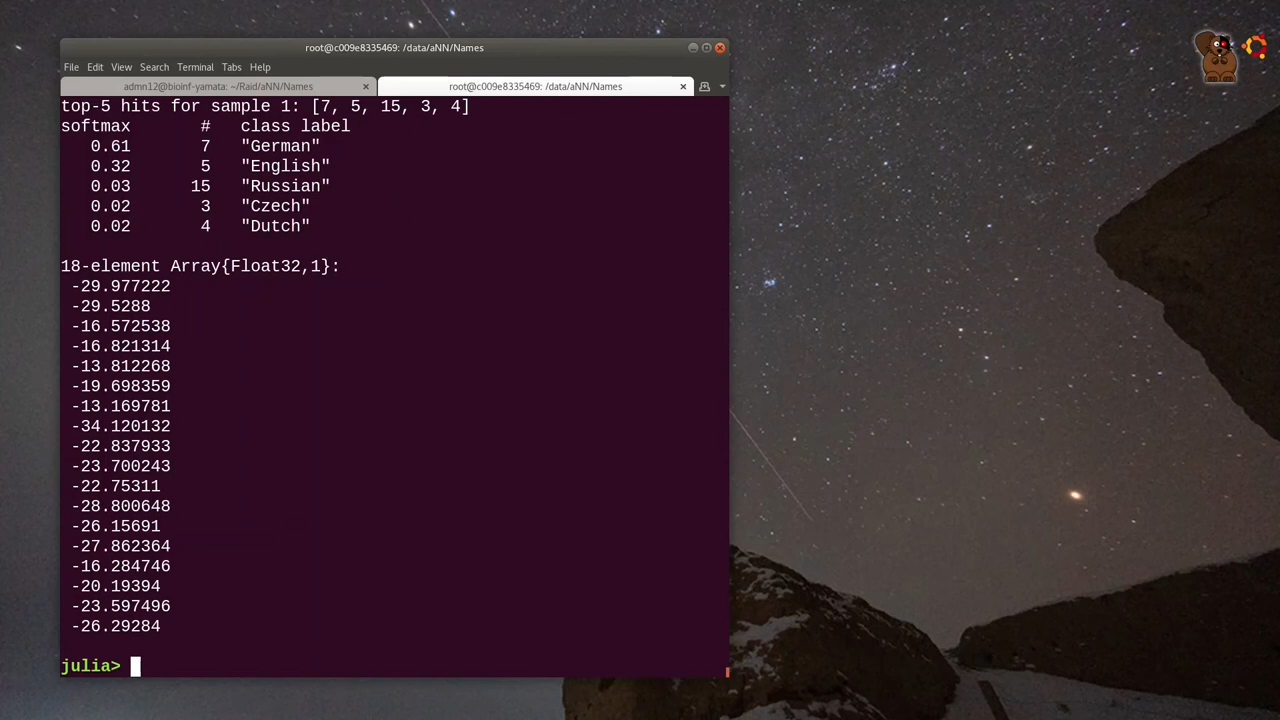 root@c009e8335469: /data/aNN/Names
File Edit View Search Terminal Tabs Help
admn12@bioinf-yamata: ~/Raid/aNN/Names
root@c009e8335469: /data/aNN/Names
top-5 hits for sample 1: [7, 5, 15, 3, 4]
softmax # class label
0.61 7 "German"
0.32 5 "English"
0.03 15 "Russian"
0.02 3 "Czech"
0.02 4 "Dutch"
18-element Array{Float32,1}:
-29.977222
-29.5288
-16.572538
-16.821314
-13.812268
-19.698359
-13.169781
-34.120132
-22.837933
-23.700243
-22.75311
-28.800648
-26.15691
-27.862364
-16.284746
-20.19394
-23.597496
-26.29284
julia>